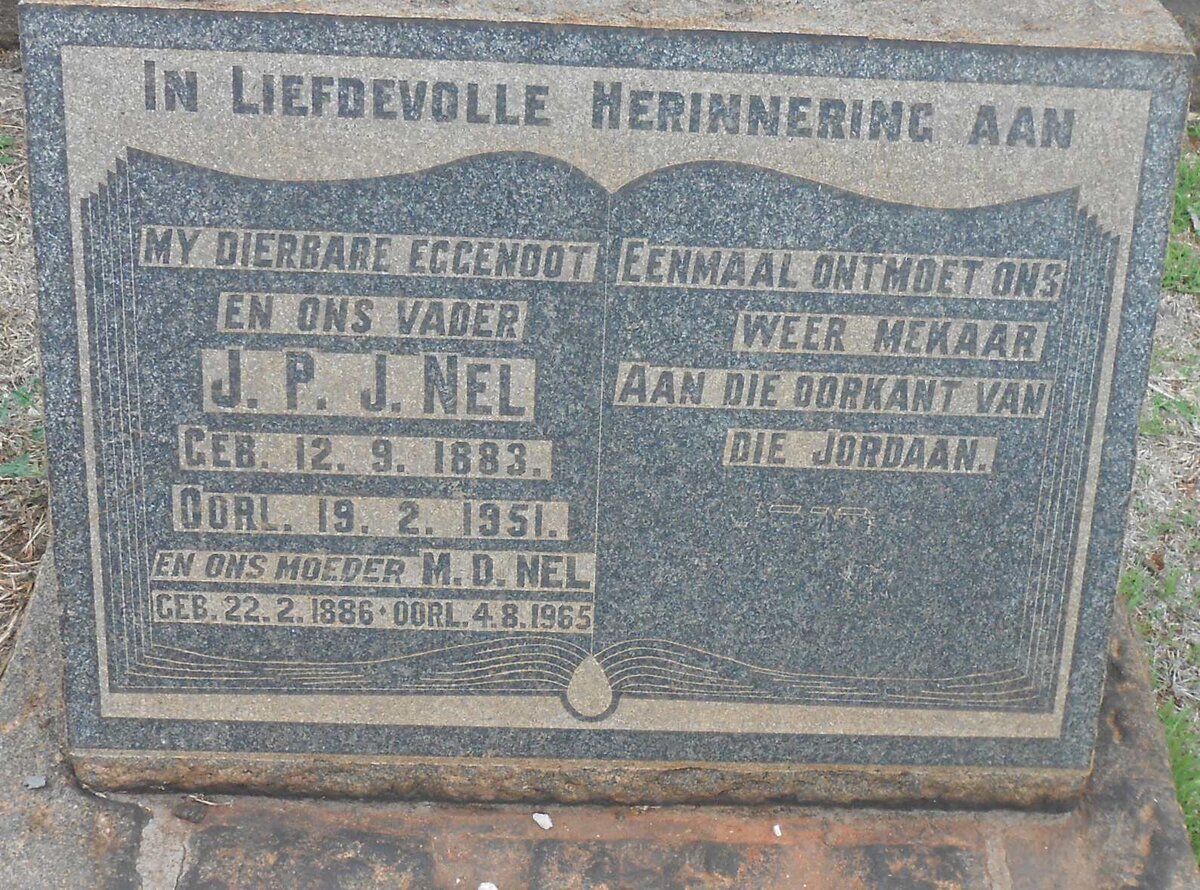 IN LIEFDEVOLLE HERINNERING AAN
MY DIERBARE EGGENOOT
EN ONS VADER
J. P. J. NEL
GEB. 12. 9. 1883.
OORL. 19. 2. 1951.
EN ONS MOEDER M. D. NEL
GEB. 22. 2. 1886 · OORL. 4. 8. 1965
EENMAAL ONTMOET ONS
WEER MEKAAR
AAN DIE OORKANT VAN
DIE JORDAAN.